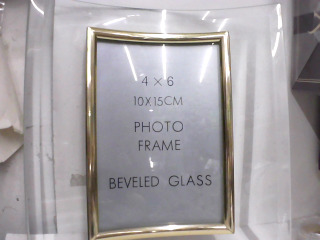 4 × 6
10X15CM
PHOTO
FRAME
BEVELED GLASS